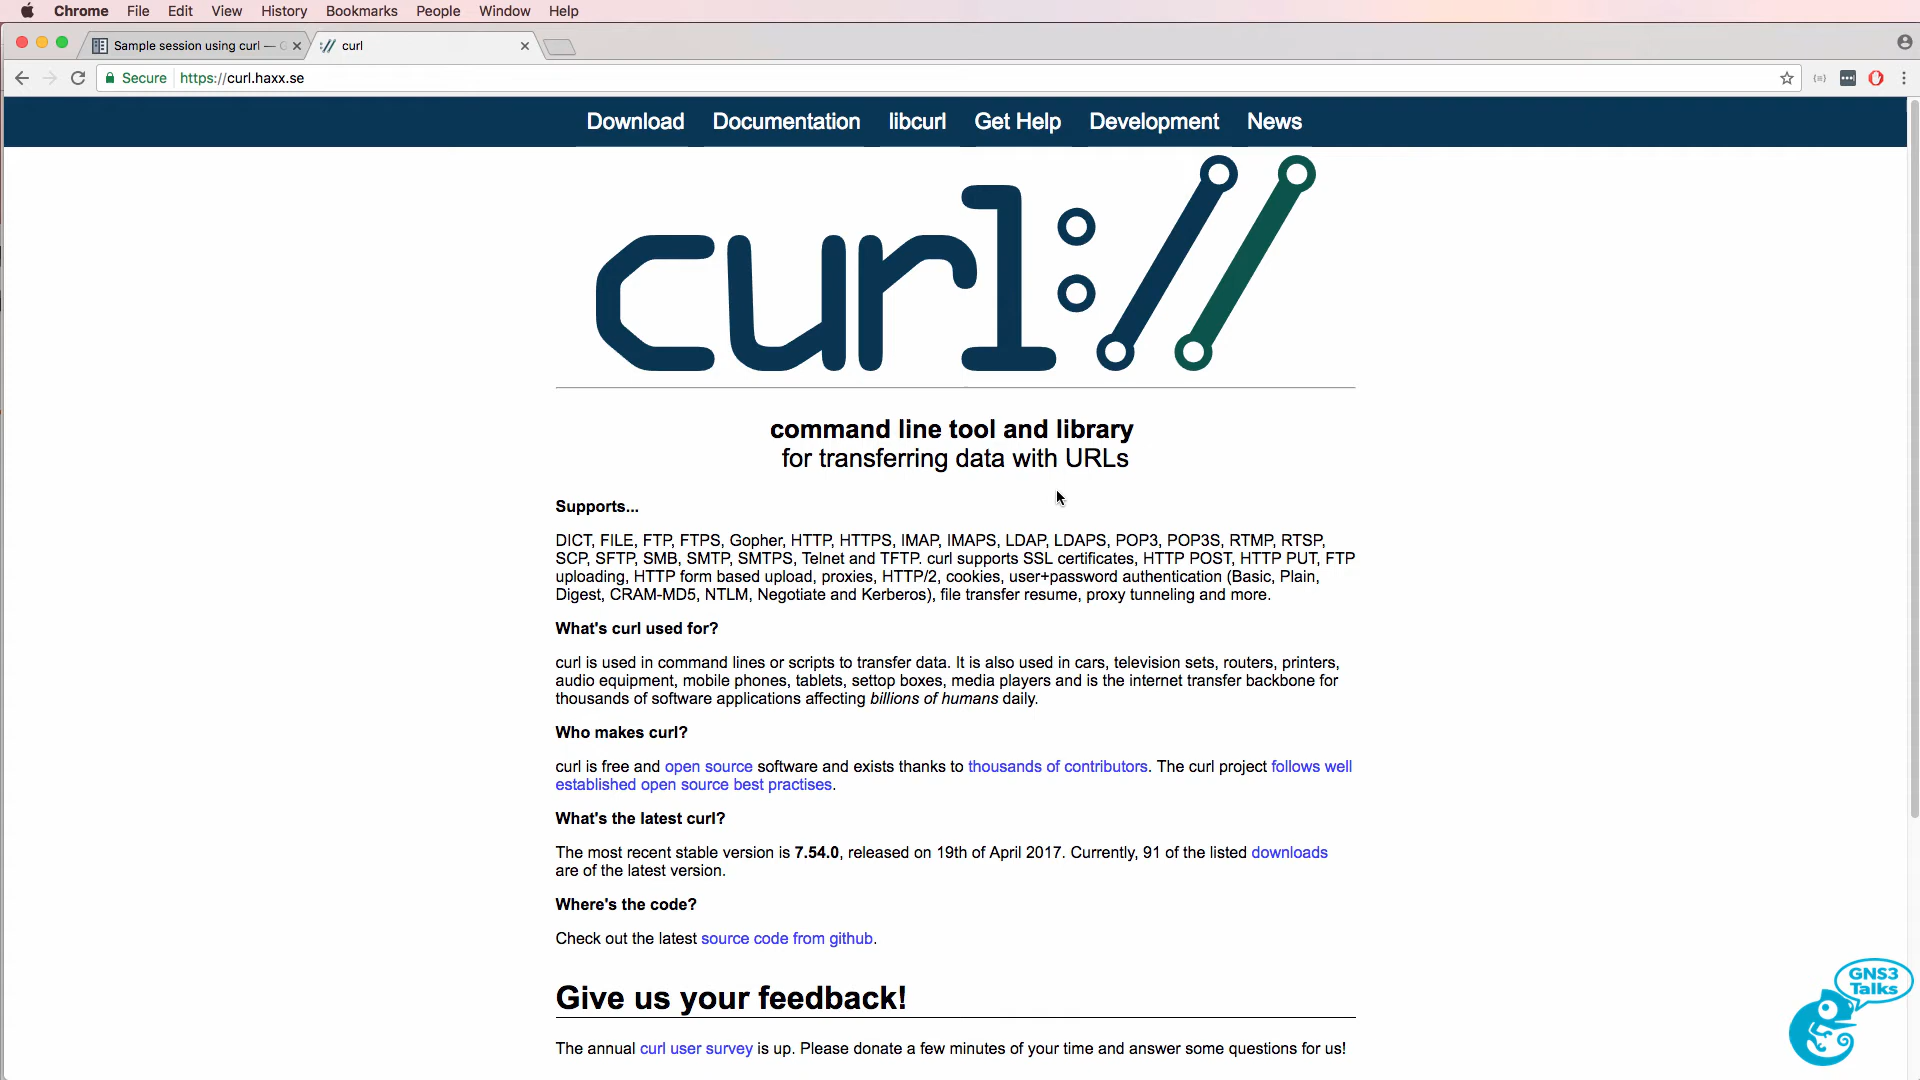 Chrome File Edit View History Bookmarks People Window Help
Sample session using curl — curl
Secure https://curl.haxx.se
Download Documentation libcurl Get Help Development News
curl://
command line tool and library
for transferring data with URLs
Supports...
DICT, FILE, FTP, FTPS, Gopher, HTTP, HTTPS, IMAP, IMAPS, LDAP, LDAPS, POP3, POP3S, RTMP, RTSP,
SCP, SFTP, SMB, SMTP, SMTPS, Telnet and TFTP. curl supports SSL certificates, HTTP POST, HTTP PUT, FTP
uploading, HTTP form based upload, proxies, HTTP/2, cookies, user+password authentication (Basic, Plain,
Digest, CRAM-MD5, NTLM, Negotiate and Kerberos), file transfer resume, proxy tunneling and more.
What's curl used for?
curl is used in command lines or scripts to transfer data. It is also used in cars, television sets, routers, printers,
audio equipment, mobile phones, tablets, settop boxes, media players and is the internet transfer backbone for
thousands of software applications affecting billions of humans daily.
Who makes curl?
curl is free and open source software and exists thanks to thousands of contributors. The curl project follows well
established open source best practises.
What's the latest curl?
The most recent stable version is 7.54.0, released on 19th of April 2017. Currently, 91 of the listed downloads
are of the latest version.
Where's the code?
Check out the latest source code from github.
Give us your feedback!
The annual curl user survey is up. Please donate a few minutes of your time and answer some questions for us!
GNS3
Talks